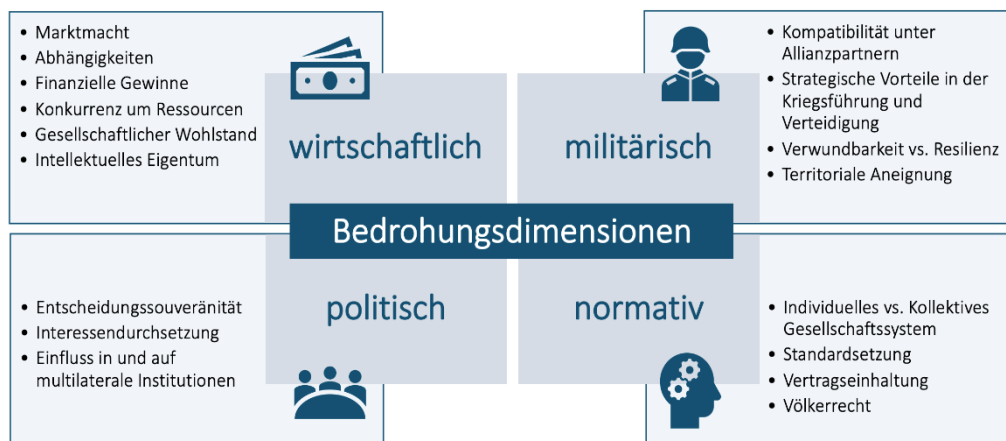 • Marktmacht
• Abhängigkeiten
• Finanzielle Gewinne
• Konkurrenz um Ressourcen
• Gesellschaftlicher Wohlstand
• Intellektuelles Eigentum
wirtschaftlich
militärisch
• Kompatibilität unter
Allianzpartnern
• Strategische Vorteile in der
Kriegsführung und
Verteidigung
• Verwundbarkeit vs. Resilienz
• Territoriale Aneignung
Bedrohungsdimensionen
• Entscheidungssouveränität
• Interessendurchsetzung
• Einfluss in und auf
multilaterale Institutionen
politisch
normativ
• Individuelles vs. Kollektives
Gesellschaftssystem
• Standardsetzung
• Vertragseinhaltung
• Völkerrecht